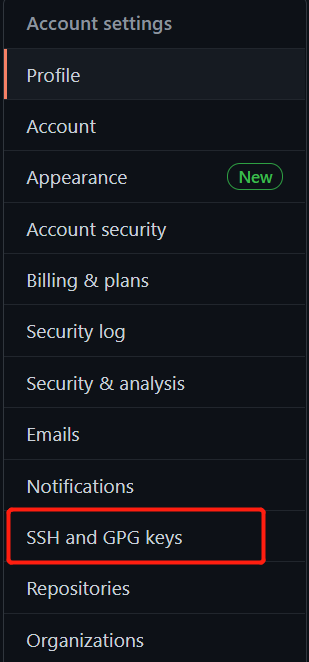 Account settings
Profile
Account
Appearance New
Account security
Billing & plans
Security log
Security & analysis
Emails
Notifications
SSH and GPG keys
Repositories
Organizations